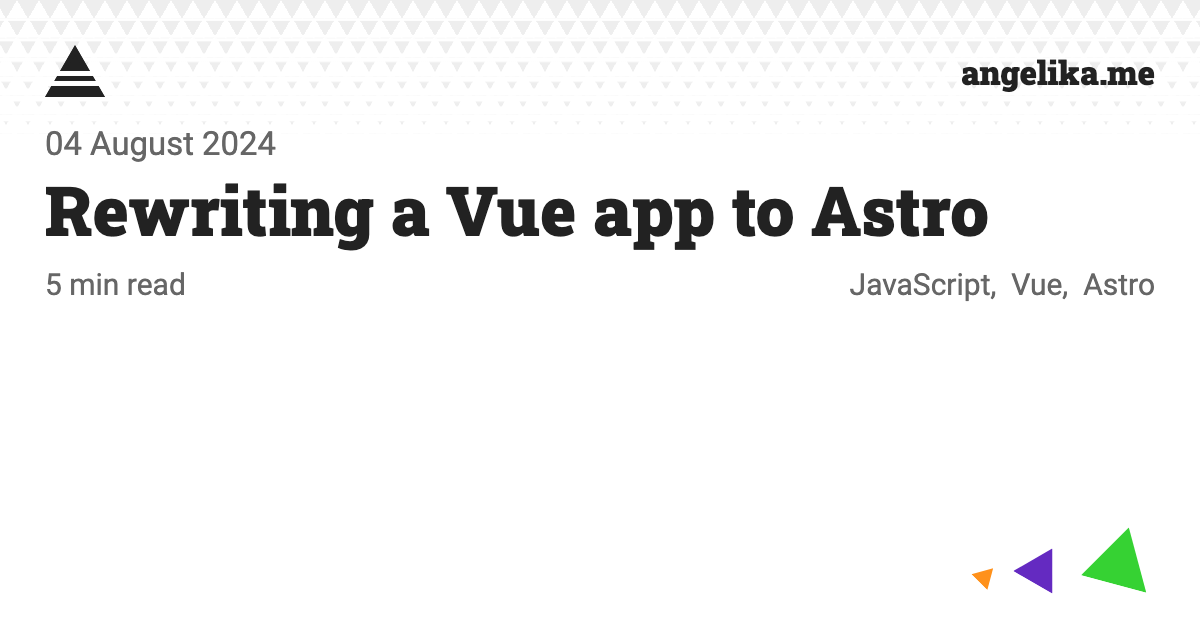 angelika.me
04 August 2024
Rewriting a Vue app to Astro
5 min read
JavaScript, Vue, Astro